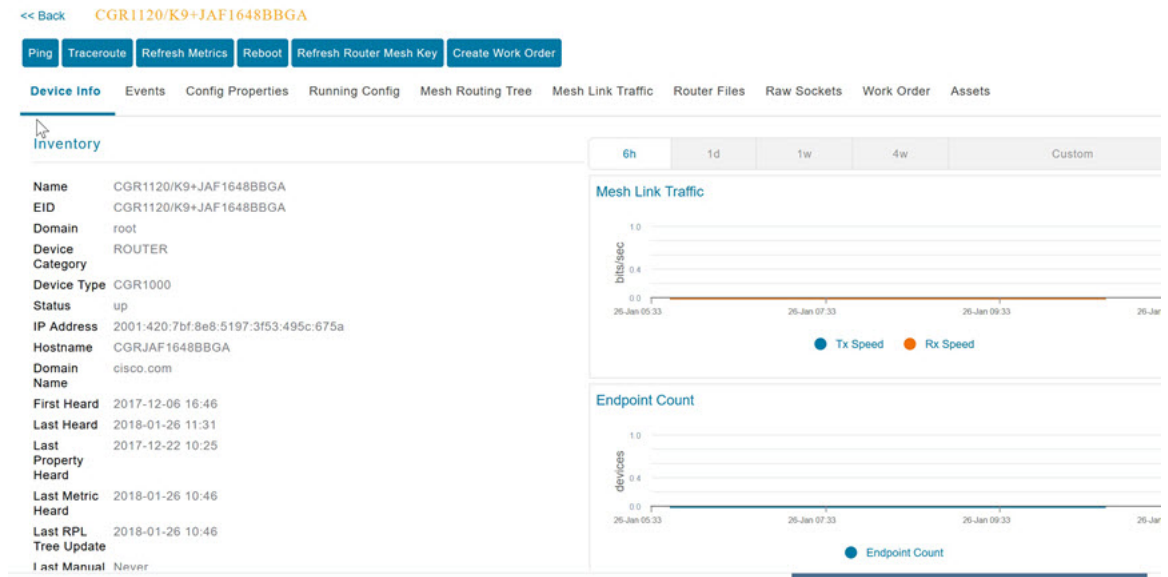 << Back CGR1120/K9+JAF1648BBGA
Ping Traceroute Refresh Metrics Reboot Refresh Router Mesh Key Create Work Order
Device Info Events Config Properties Running Config Mesh Routing Tree Mesh Link Traffic Router Files Raw Sockets Work Order Assets
Inventory
Name CGR1120/K9+JAF1648BBGA
EID CGR1120/K9+JAF1648BBGA
Domain root
Device ROUTER
Category
Device Type CGR1000
Status up
IP Address 2001:420:7bf:8e8:5197:3f53:495c:675a
Hostname CGRJAF1648BBGA
Domain cisco.com
Name
First Heard 2017-12-06 16:46
Last Heard 2018-01-26 11:31
Last 2017-12-22 10:25
Property
Heard
Last Metric 2018-01-26 10:46
Heard
Last RPL 2018-01-26 10:46
Tree Update
Last Manual Never
6h 1d 1w 4w Custom
Mesh Link Traffic
bits/sec
1.0
0.4
0.0
26-Jan 05:33 26-Jan 07:33 26-Jan 09:33 26-Jan
Tx Speed Rx Speed
Endpoint Count
devices
1.0
0.4
0.0
26-Jan 05:33 26-Jan 07:33 26-Jan 09:33 26-Jan
Endpoint Count